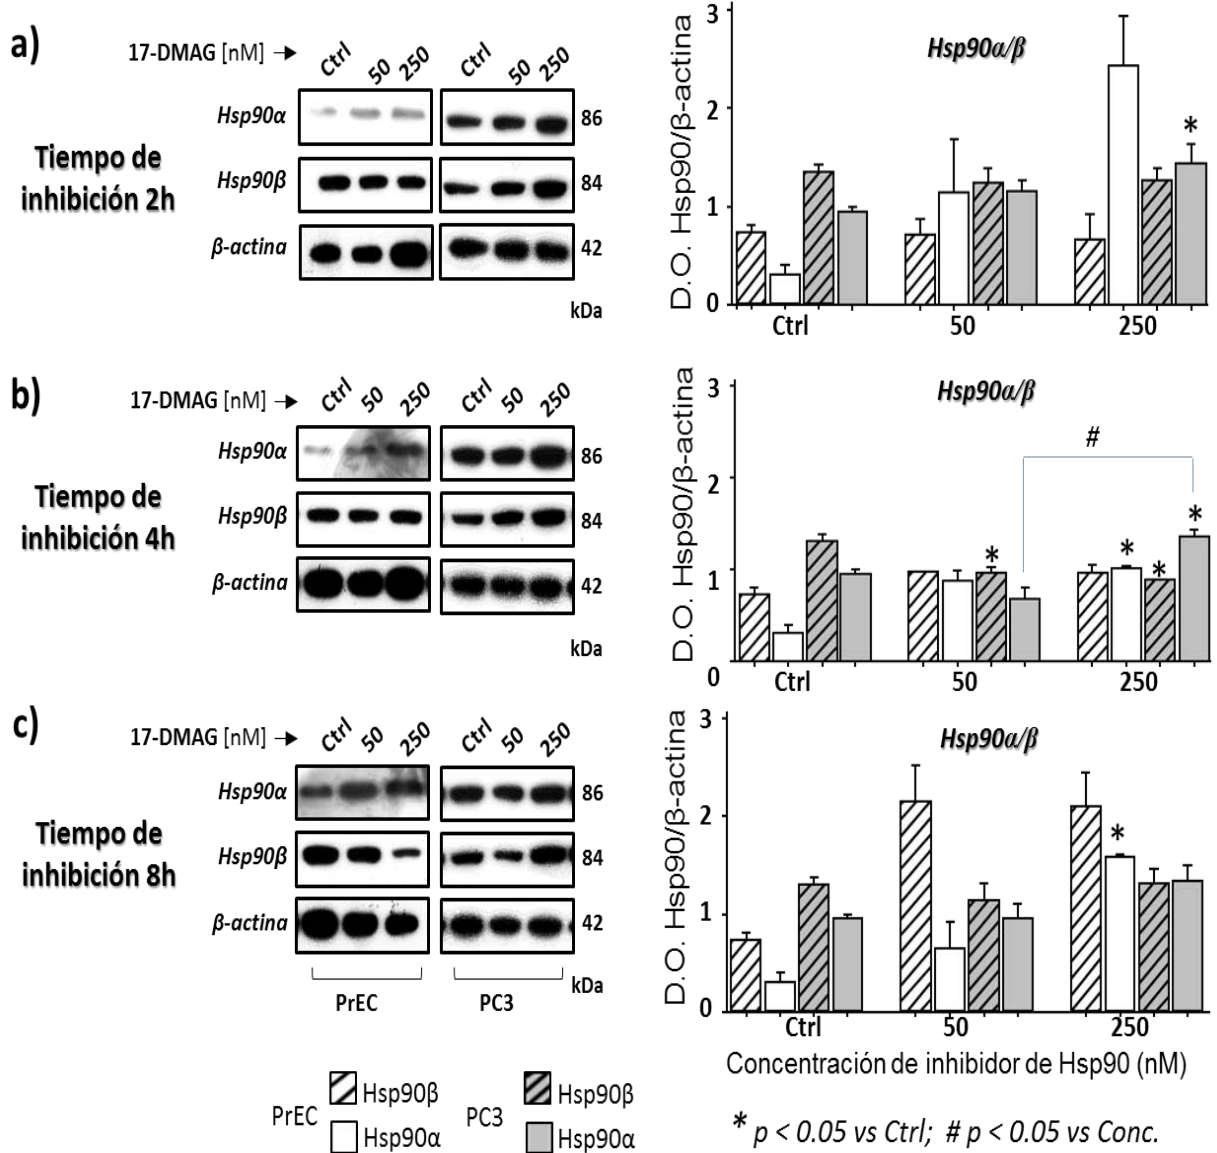 a)
17-DMAG [nM] →
Ctrl 50 250 Ctrl 50 250
Hsp90α 86
Tiempo de
inhibición 2h
Hsp90β 84
β-actina 42
kDa
Hsp90α/β
D.O. Hsp90/β-actina
3
2
1
0
Ctrl 50 250
*
b)
17-DMAG [nM] →
Ctrl 50 250 Ctrl 50 250
Hsp90α 86
Tiempo de
inhibición 4h
Hsp90β 84
β-actina 42
kDa
Hsp90α/β
D.O. Hsp90/β-actina
3
2
1
0
#
* * * *
Ctrl 50 250
c)
17-DMAG [nM] →
Ctrl 50 250 Ctrl 50 250
Hsp90α 86
Tiempo de
inhibición 8h
Hsp90β 84
β-actina 42
kDa
PrEC PC3
Hsp90α/β
D.O. Hsp90/β-actina
3
2
1
0
*
Ctrl 50 250
Concentración de inhibidor de Hsp90 (nM)
PrEC
Hsp90β
Hsp90α
PC3
Hsp90β
Hsp90α
* p < 0.05 vs Ctrl; # p < 0.05 vs Conc.